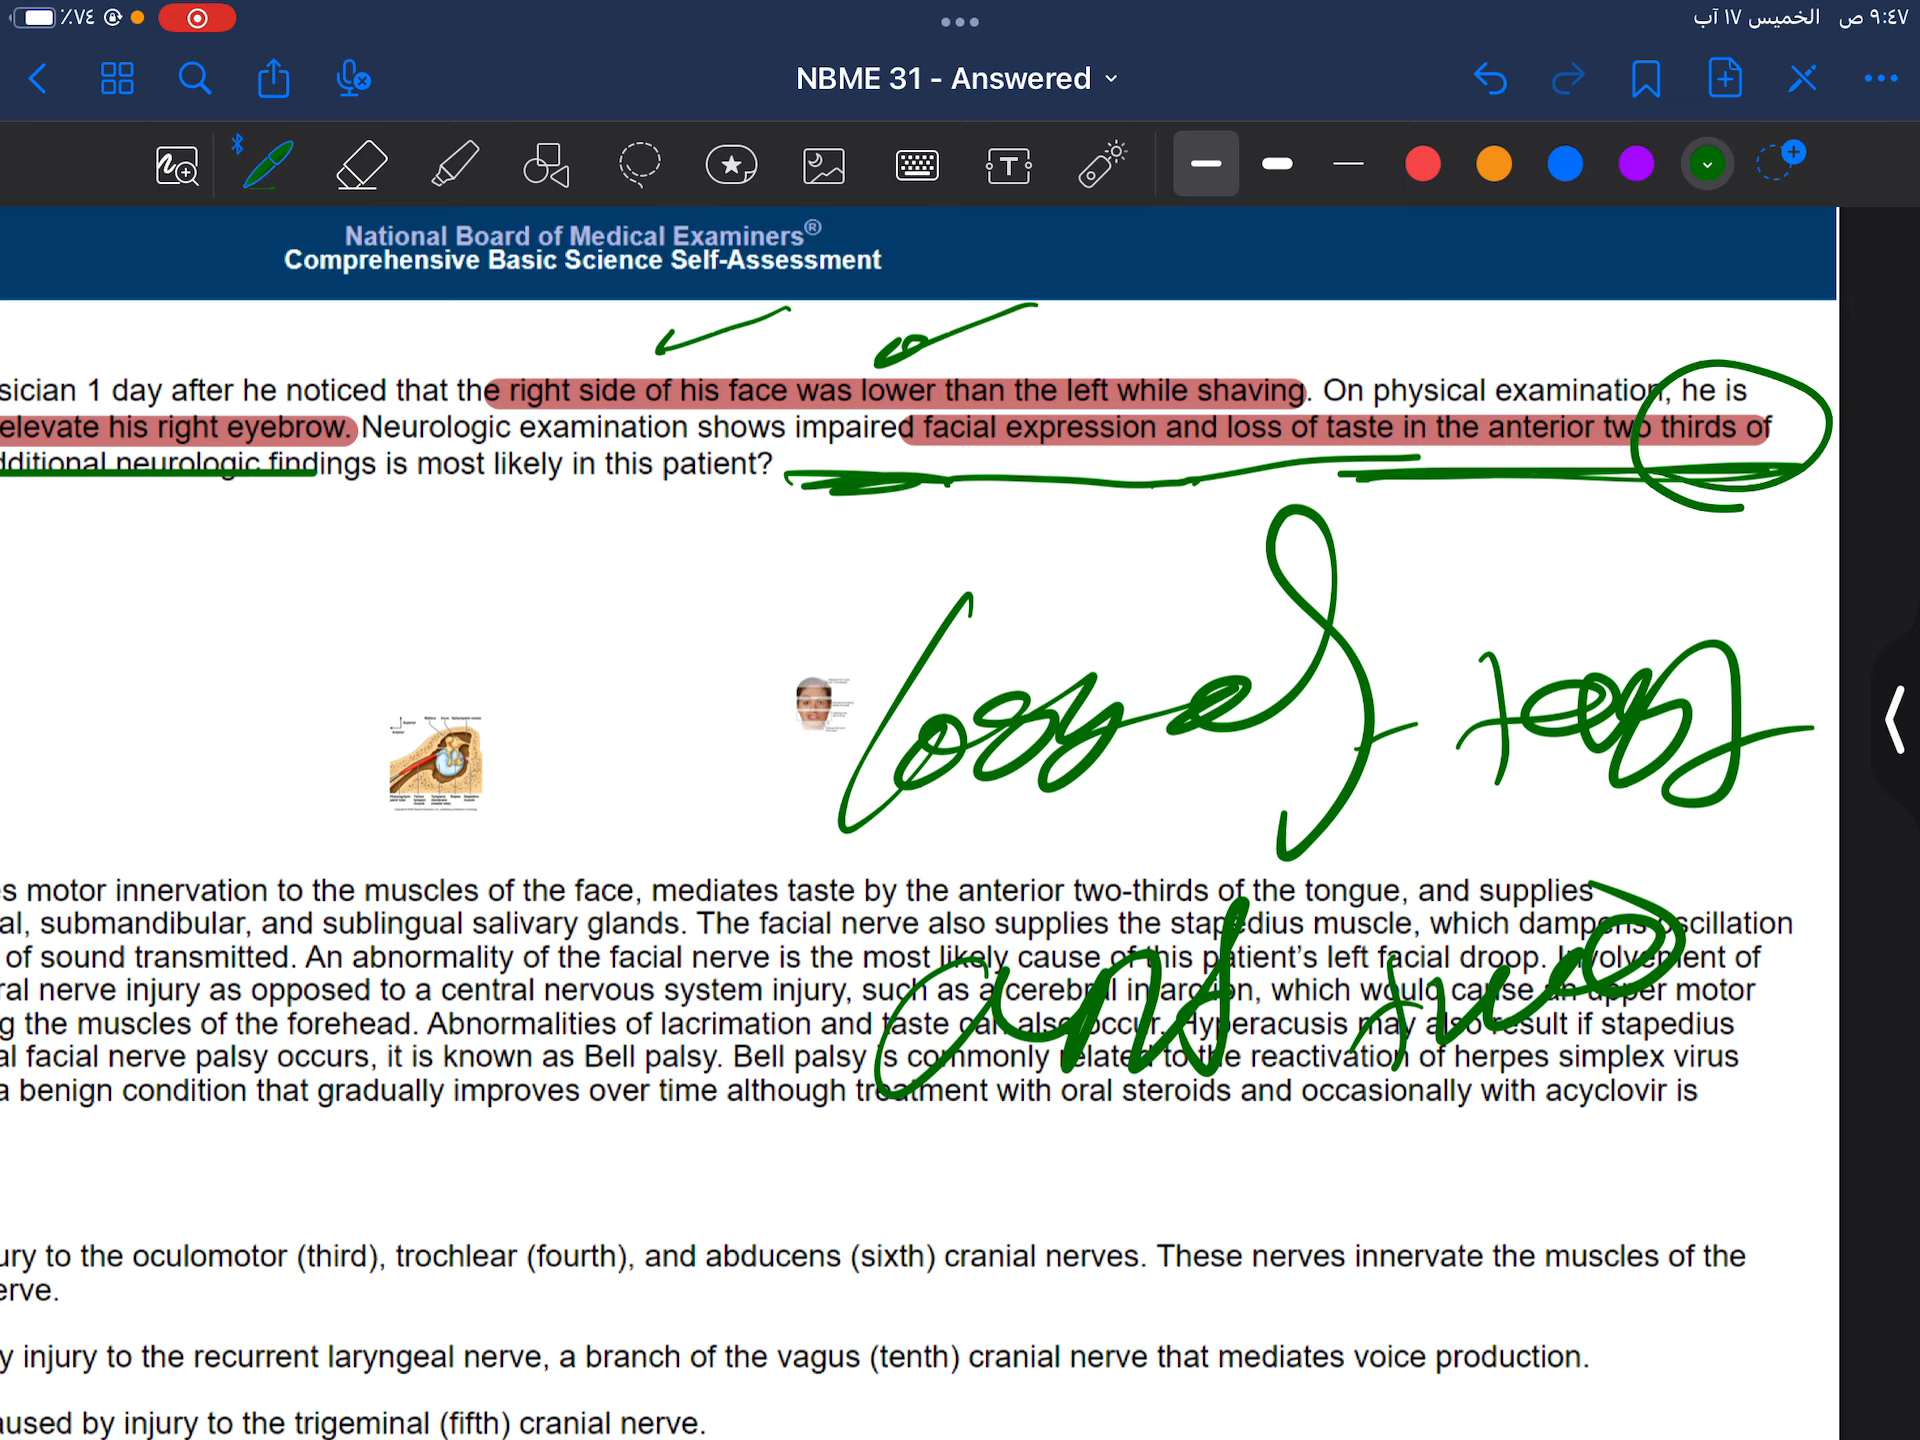 ٪٧٤
٩:٤٧ ص الخميس ١٧ آب
NBME 31 - Answered
National Board of Medical Examiners®
Comprehensive Basic Science Self-Assessment
sician 1 day after he noticed that the right side of his face was lower than the left while shaving. On physical examination, he is
elevate his right eyebrow. Neurologic examination shows impaired facial expression and loss of taste in the anterior two thirds of
dditional neurologic findings is most likely in this patient?
loss of
and two
s motor innervation to the muscles of the face, mediates taste by the anterior two-thirds of the tongue, and supplies
al, submandibular, and sublingual salivary glands. The facial nerve also supplies the stapedius muscle, which dampens oscillation
of sound transmitted. An abnormality of the facial nerve is the most likely cause of this patient's left facial droop. Involvement of
ral nerve injury as opposed to a central nervous system injury, such as a cerebral infarction, which would cause an upper motor
g the muscles of the forehead. Abnormalities of lacrimation and taste can also occur. Hyperacusis may also result if stapedius
al facial nerve palsy occurs, it is known as Bell palsy. Bell palsy is commonly related to the reactivation of herpes simplex virus
a benign condition that gradually improves over time although treatment with oral steroids and occasionally with acyclovir is
ury to the oculomotor (third), trochlear (fourth), and abducens (sixth) cranial nerves. These nerves innervate the muscles of the
erve.
y injury to the recurrent laryngeal nerve, a branch of the vagus (tenth) cranial nerve that mediates voice production.
aused by injury to the trigeminal (fifth) cranial nerve.